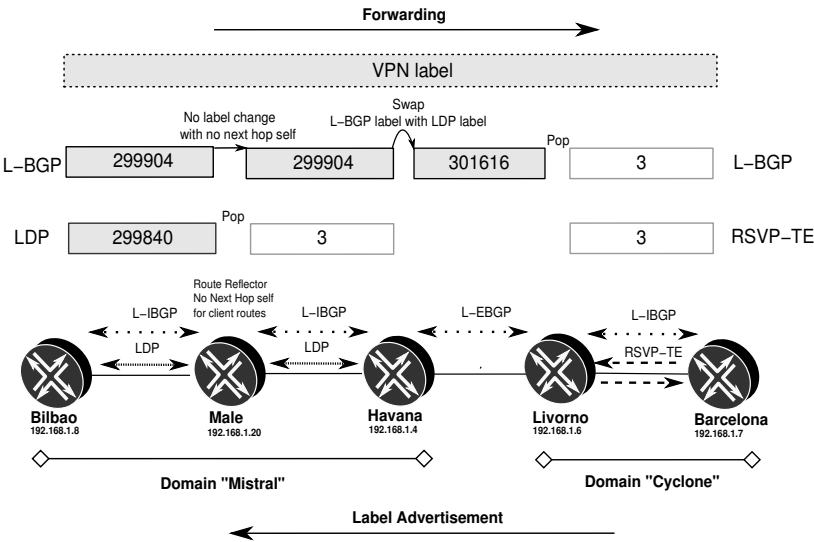 Forwarding
VPN label
No label change
with no next hop self
Swap
L-BGP label with LDP label
Pop
L-BGP
299904
299904
301616
3
L-BGP
Pop
LDP
299840
3
3
RSVP-TE
Route Reflector
No Next Hop self
for client routes
L-IBGP
L-IBGP
L-EBGP
L-IBGP
LDP
LDP
RSVP-TE
Bilbao
192.168.1.8
Male
192.168.1.20
Havana
192.168.1.4
Livorno
192.168.1.6
Barcelona
192.168.1.7
Domain "Mistral"
Domain "Cyclone"
Label Advertisement